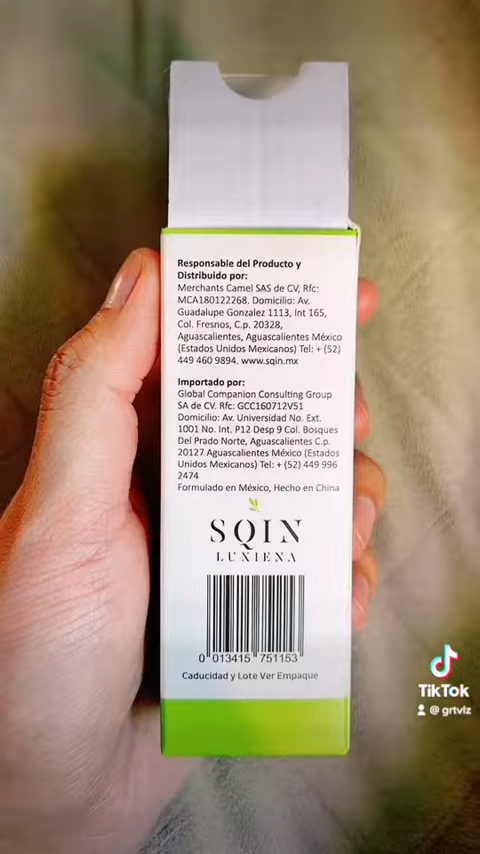 Responsable del Producto y
Distribuido por:
Merchants Camel SAS de CV, Rfc:
MCA180122268. Domicilio: Av.
Guadalupe Gonzalez 1113, Int 165,
Col. Fresnos, C.p. 20328,
Aguascalientes, Aguascalientes México
(Estados Unidos Mexicanos) Tel: + (52)
449 460 9894. www.sqin.mx
Importado por:
Global Companion Consulting Group
SA de CV. Rfc: GCC160712V51
Domicilio: Av. Universidad No. Ext.
1001 No. Int. P12 Desp 9 Col. Bosques
Del Prado Norte, Aguascalientes C.p.
20127 Aguascalientes México (Estados
Unidos Mexicanos) Tel: + (52) 449 996
2474
Formulado en México, Hecho en China
SQIN
LUXIENA
0 013415 751153
Caducidad y Lote Ver Empaque
TikTok
@ grtvlz